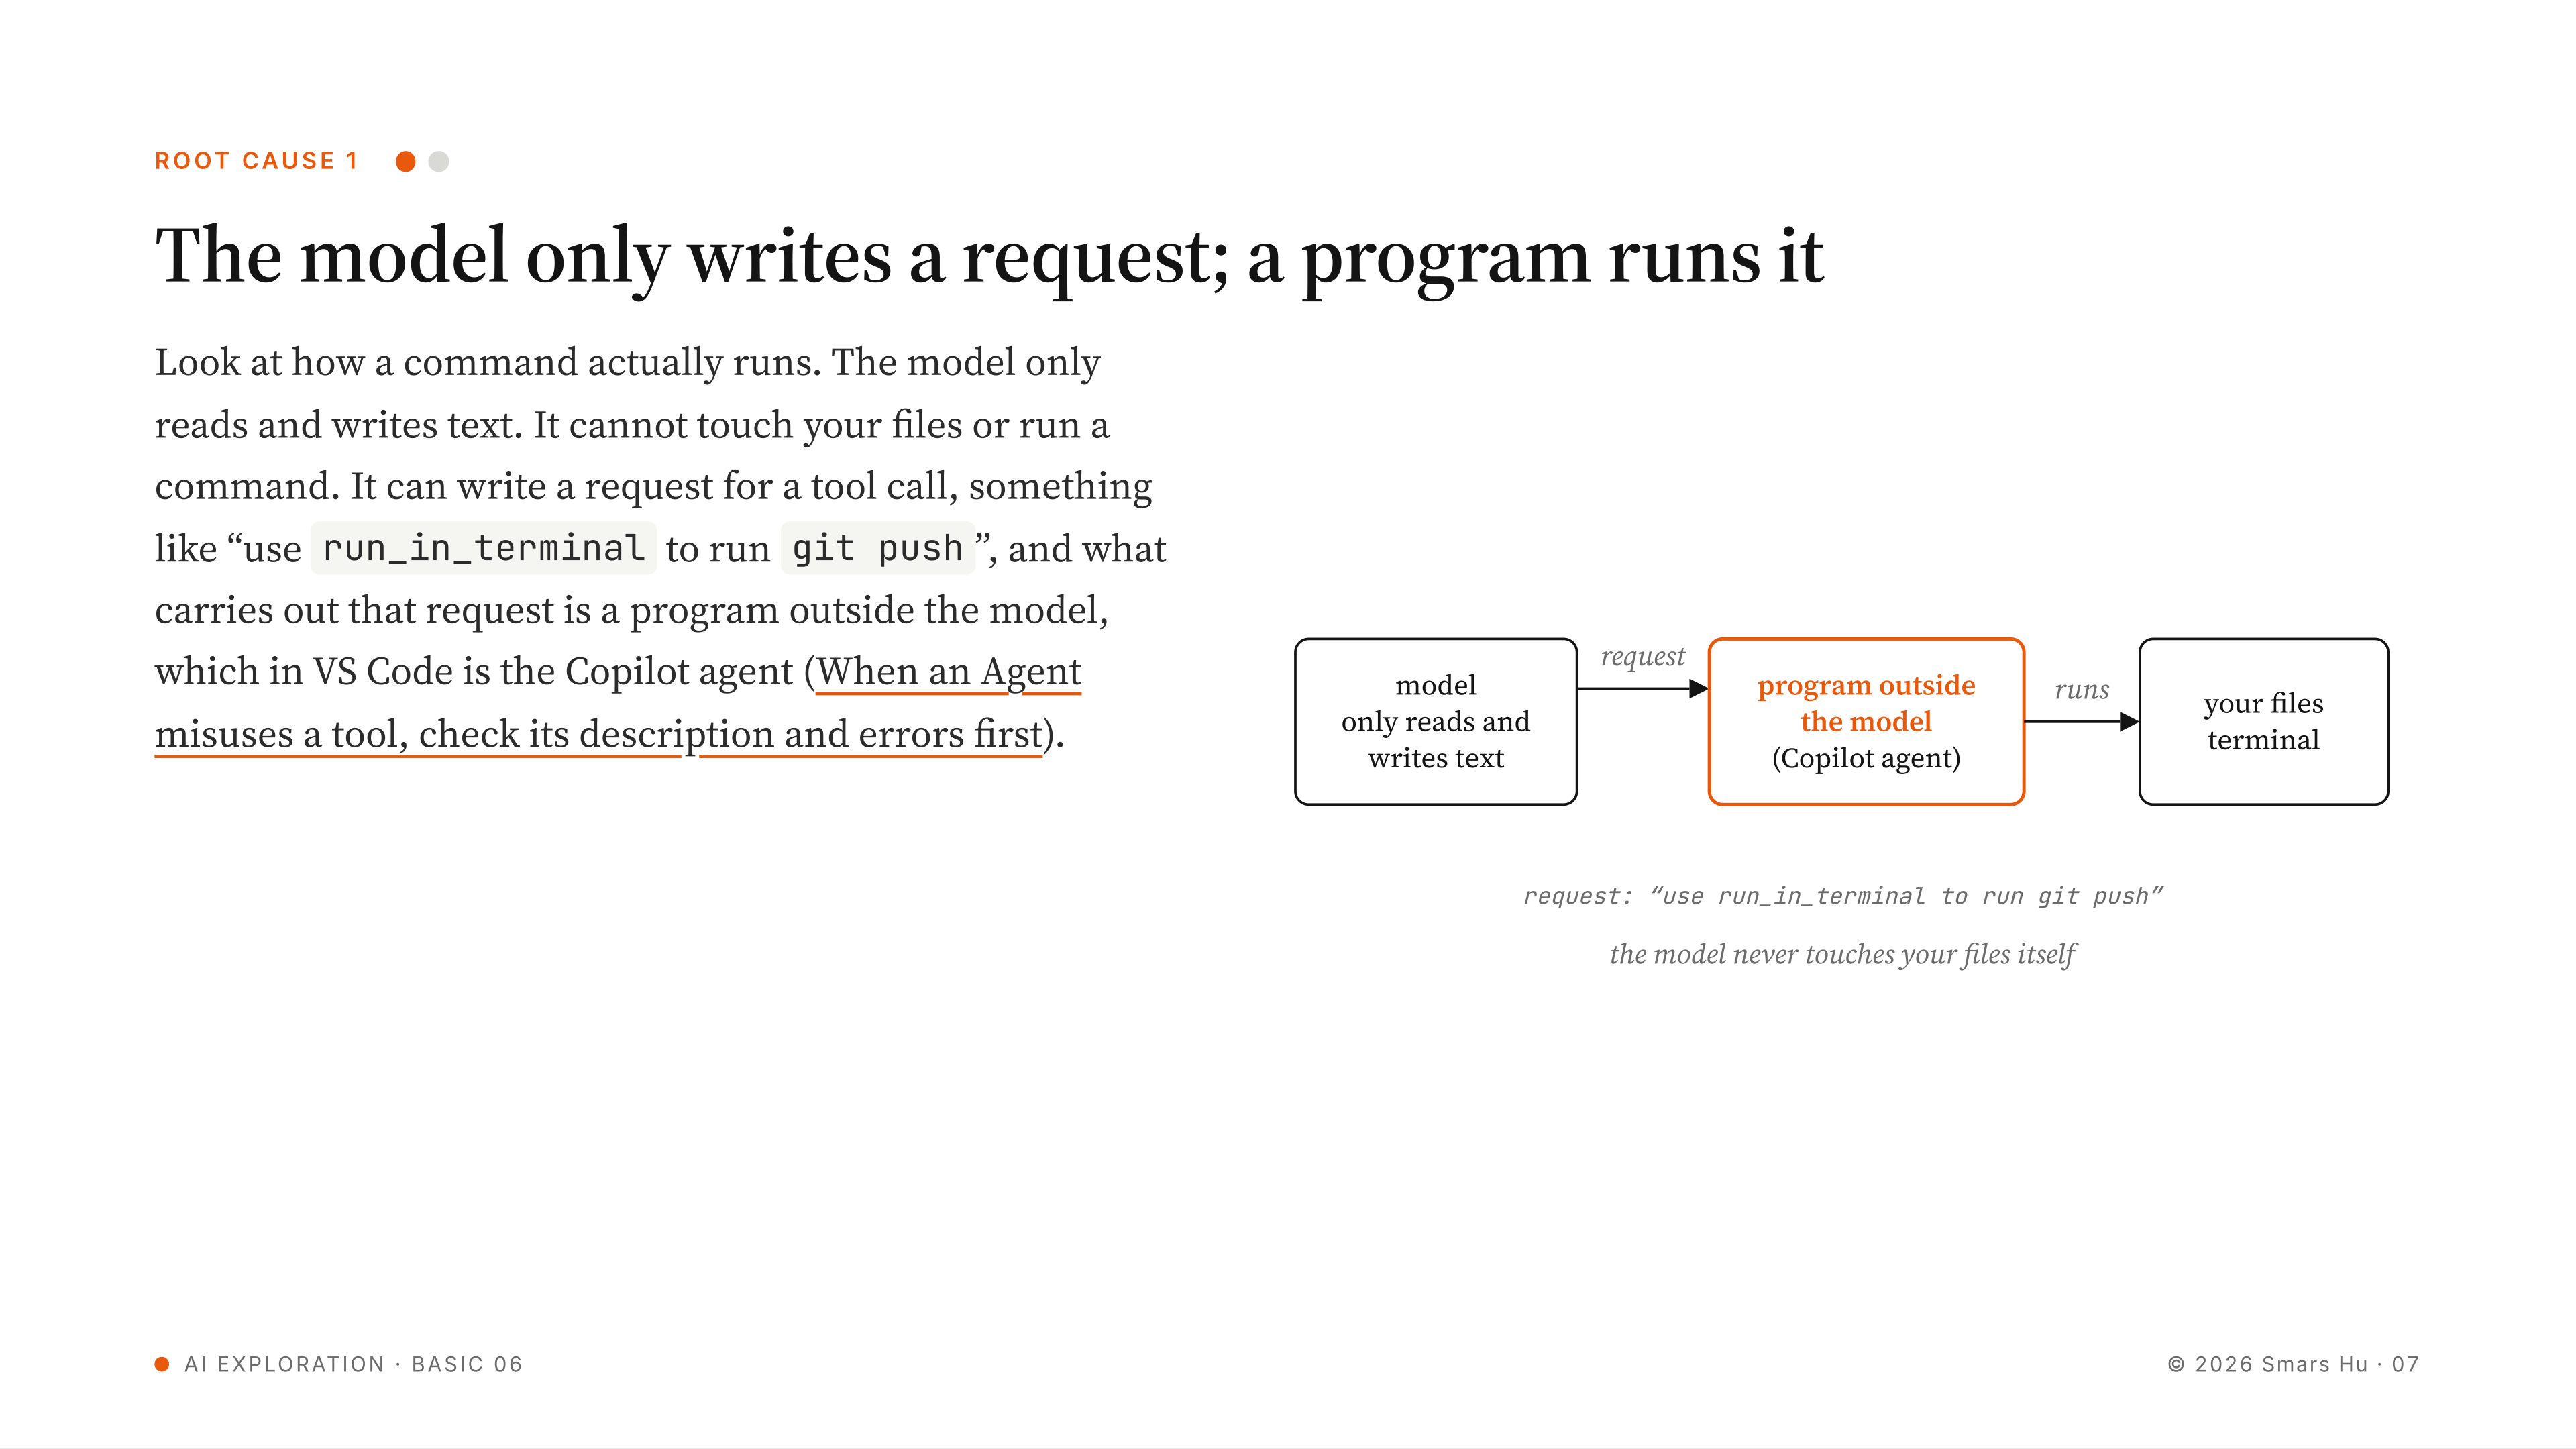 ROOT CAUSE 1
The model only writes a request; a program runs it
Look at how a command actually runs. The model only
reads and writes text. It cannot touch your files or run a
command. It can write a request for a tool call, something
like “use run_in_terminal to run git push”, and what
carries out that request is a program outside the model,
which in VS Code is the Copilot agent (When an Agent
misuses a tool, check its description and errors first).
model
only reads and
writes text
request
program outside
the model
(Copilot agent)
runs
your files
terminal
request: “use run_in_terminal to run git push”
the model never touches your files itself
AI EXPLORATION · BASIC 06
© 2026 Smars Hu · 07